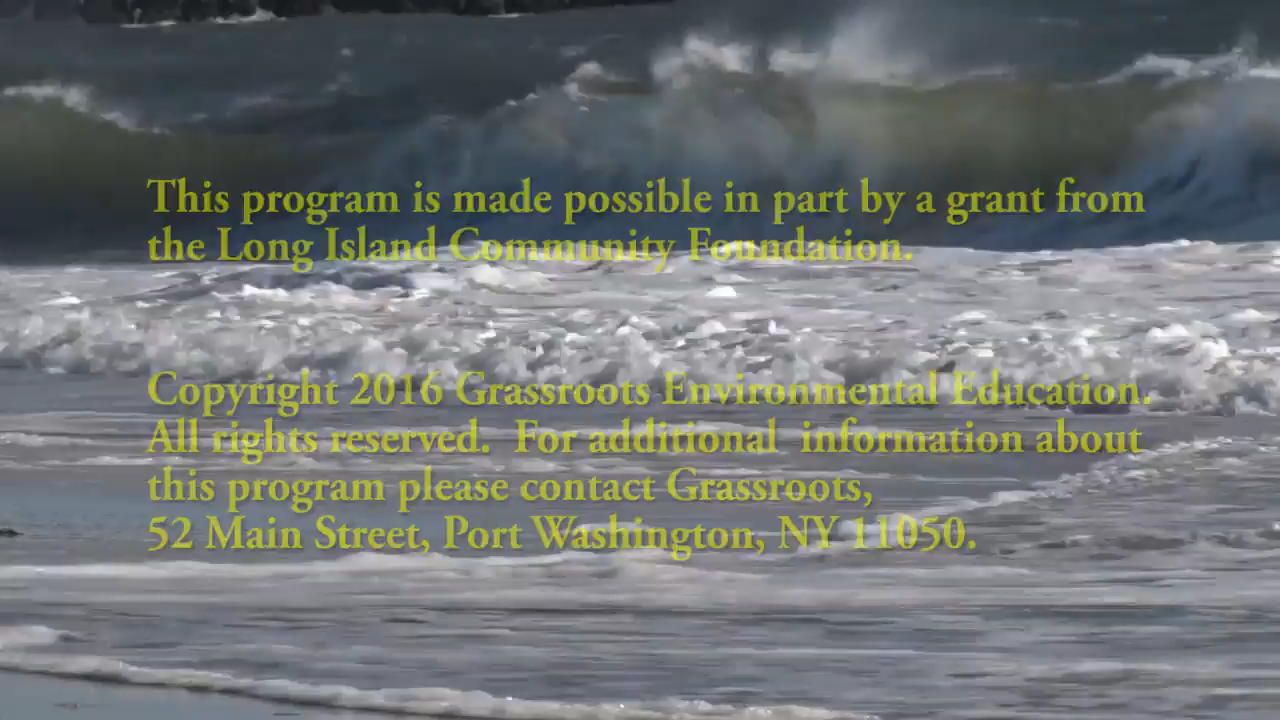 This program is made possible in part by a grant from
the Long Island Community Foundation.
Copyright 2016 Grassroots Environmental Education.
All rights reserved.  For additional  information about
this program please contact Grassroots,
52 Main Street, Port Washington, NY 11050.